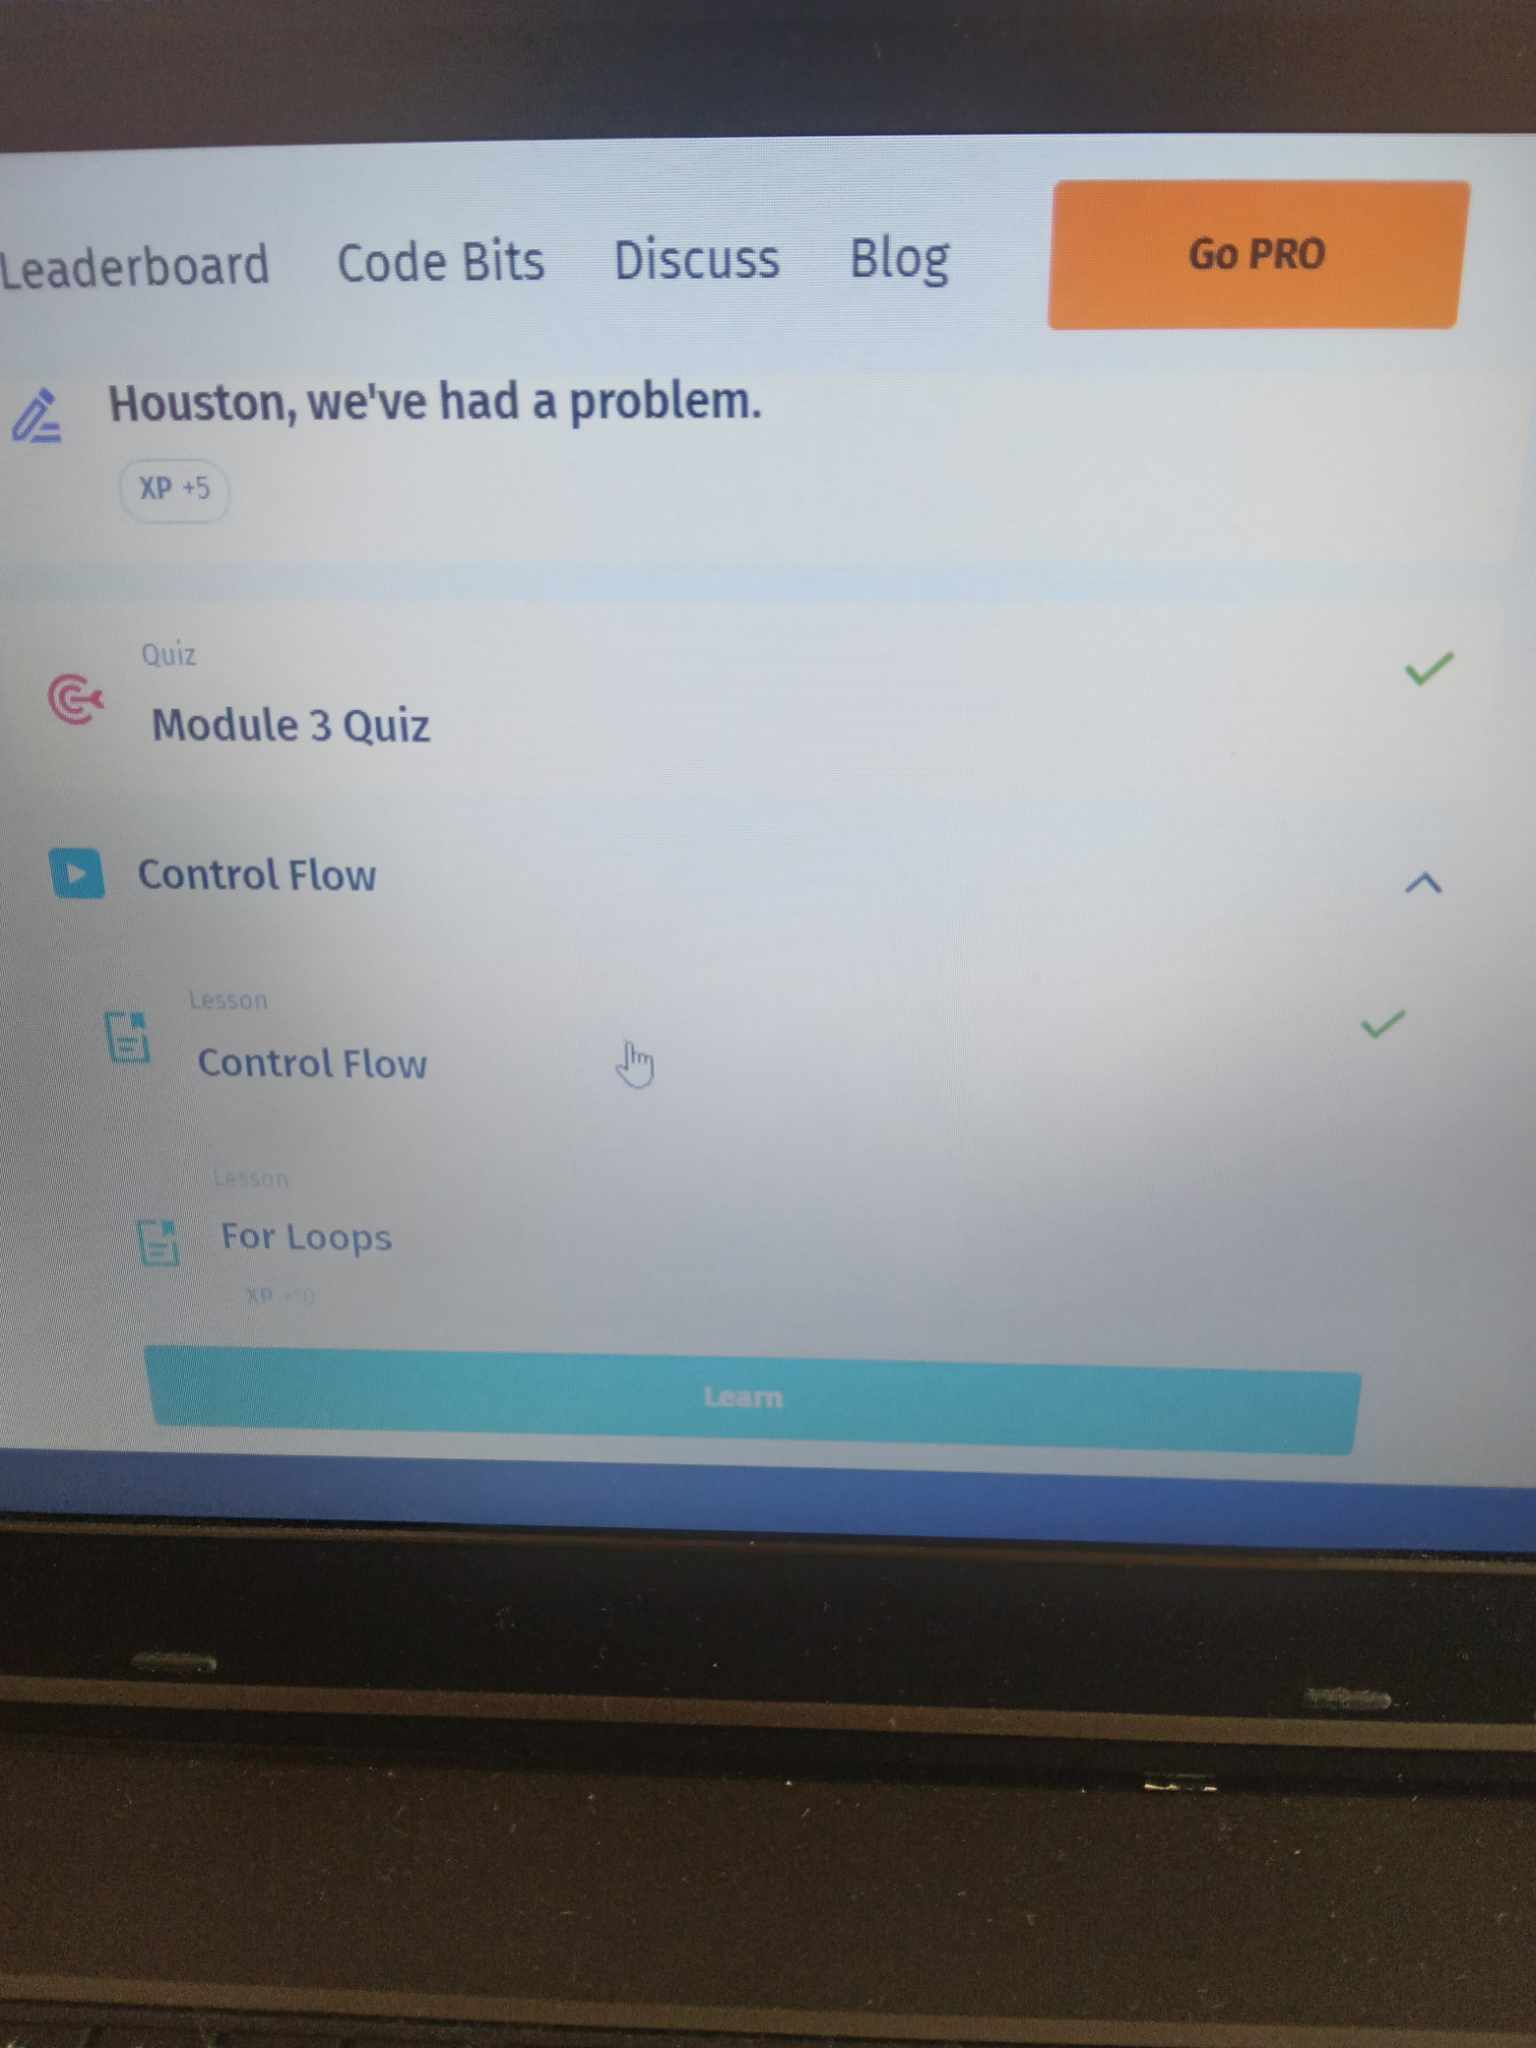 Leaderboard Code Bits Discuss Blog Go PRO
Houston, we've had a problem.
XP +5
Quiz
Module 3 Quiz
Control Flow
Lesson
Control Flow
Lesson
For Loops
XP +10
Learn